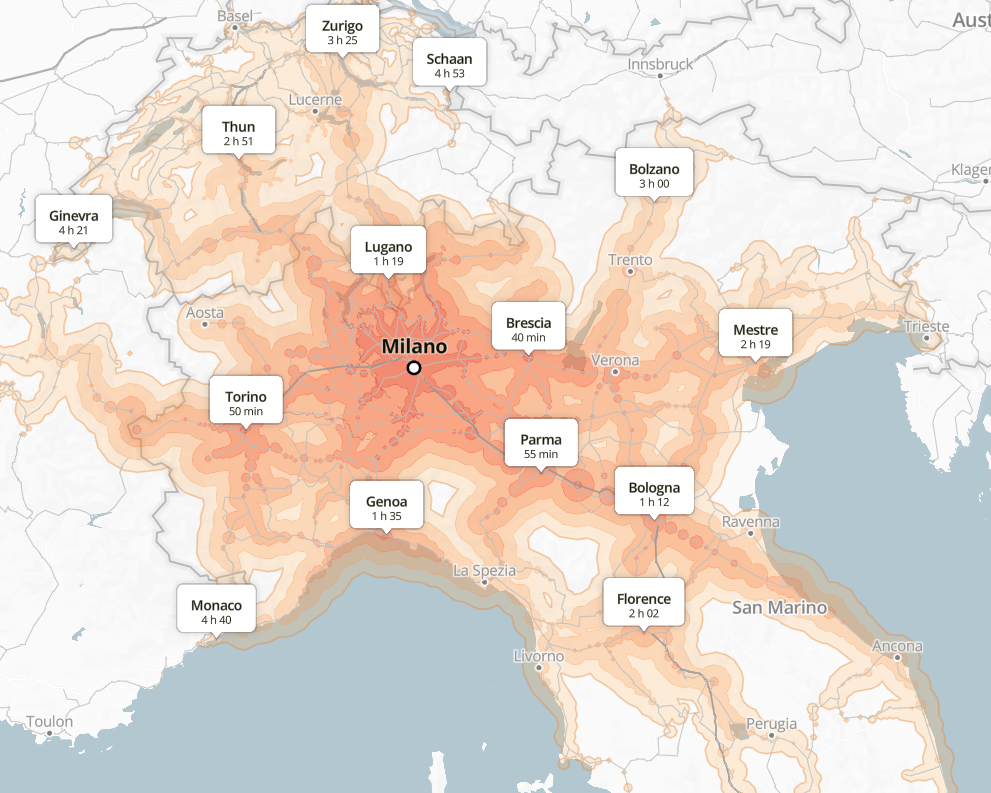 Basel
Zurigo
3 h 25
Aust
Schaan
4 h 53
Innsbruck
Lucerne
Thun
2 h 51
Bolzano
3 h 00
Klager
Ginevra
4 h 21
Lugano
1 h 19
Trento
Aosta
Brescia
40 min
Mestre
2 h 19
Trieste
Milano
Verona
Torino
50 min
Parma
55 min
Genoa
1 h 35
Bologna
1 h 12
Ravenna
La Spezia
Monaco
4 h 40
Florence
2 h 02
San Marino
Livorno
Ancona
Toulon
Perugia